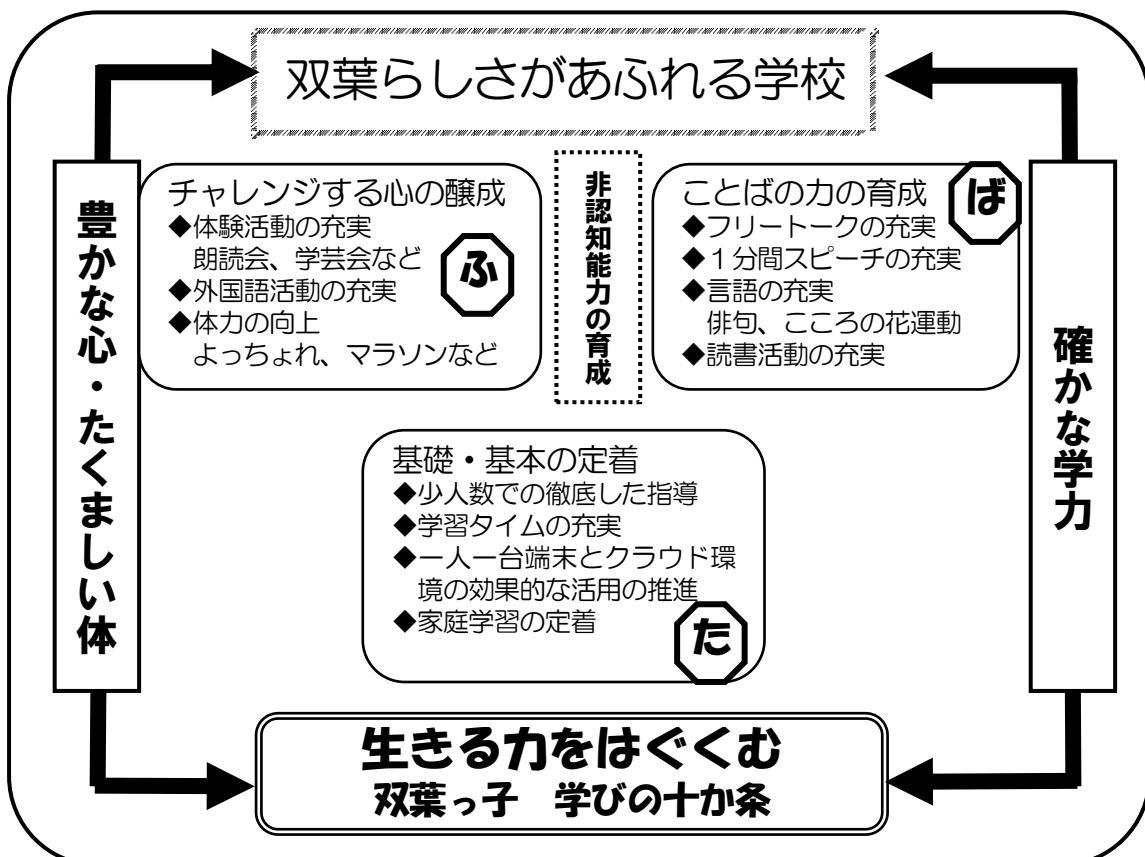 双葉らしさがあふれる学校
豊かな心・たくましい体
チャレンジする心の醸成
◆体験活動の充実
朗読会、学芸会など
◆外国語活動の充実
◆体力の向上
よっちょれ、マラソンなど
ふ
非認知能力の育成
ことばの力の育成
◆フリートークの充実
◆1分間スピーチの充実
◆言語の充実
俳句、こころの花運動
◆読書活動の充実
ば
確かな学力
基礎・基本の定着
◆少人数での徹底した指導
◆学習タイムの充実
◆一人一台端末とクラウド環
境の効果的な活用の推進
◆家庭学習の定着
た
生きる力をはぐくむ
双葉っ子　学びの十か条